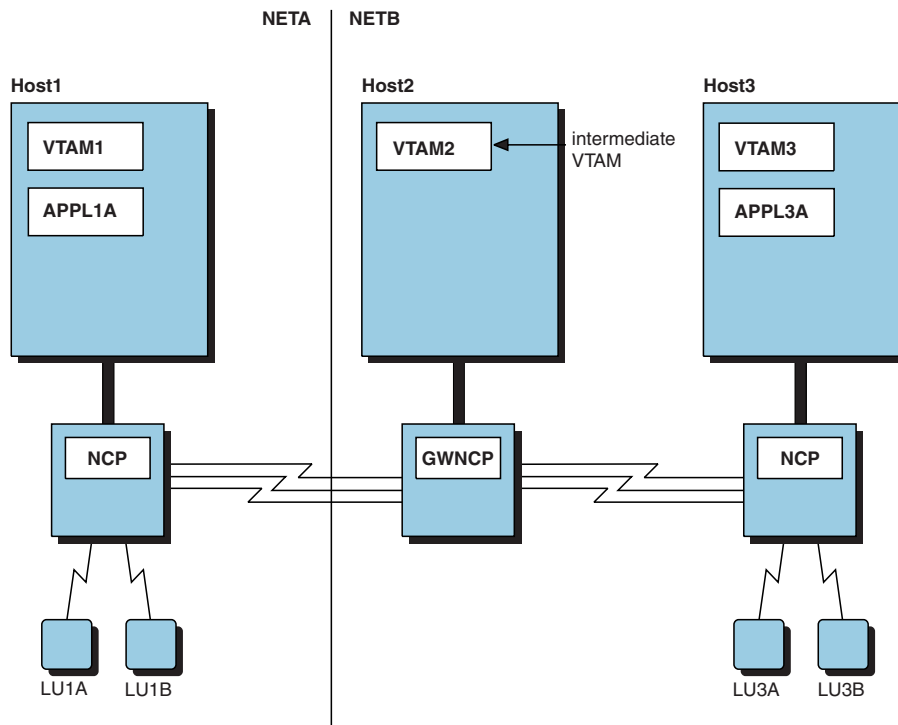 NETA NETB
Host1
Host2
Host3
VTAM1
VTAM2
intermediate
VTAM
VTAM3
APPL1A
APPL3A
NCP
GWNCP
NCP
LU1A
LU1B
LU3A
LU3B